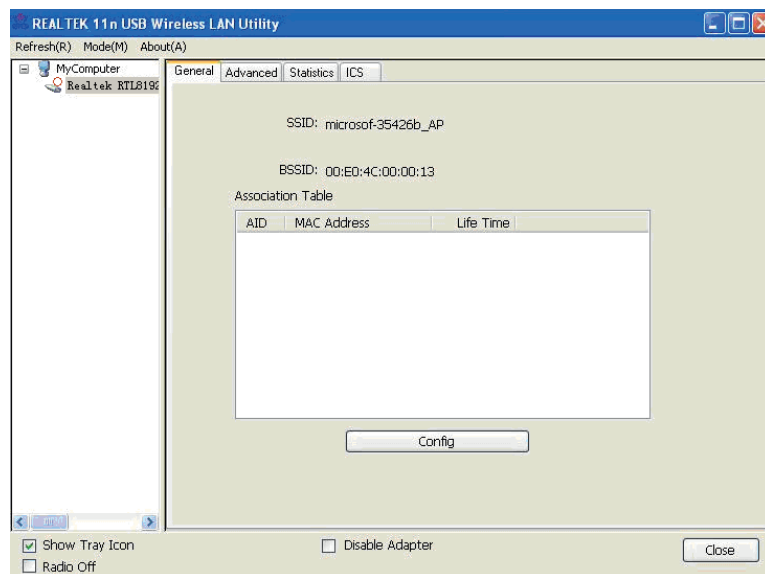 REALTEK 11n USB Wireless LAN Utility
Refresh(R) Mode(M) About(A)
MyComputer
Realtek RTL8192
General Advanced Statistics ICS
SSID: microsof-35426b_AP
BSSID: 00:E0:4C:00:00:13
Association Table
AID MAC Address Life Time
Config
Show Tray Icon
Disable Adapter
Close
Radio Off